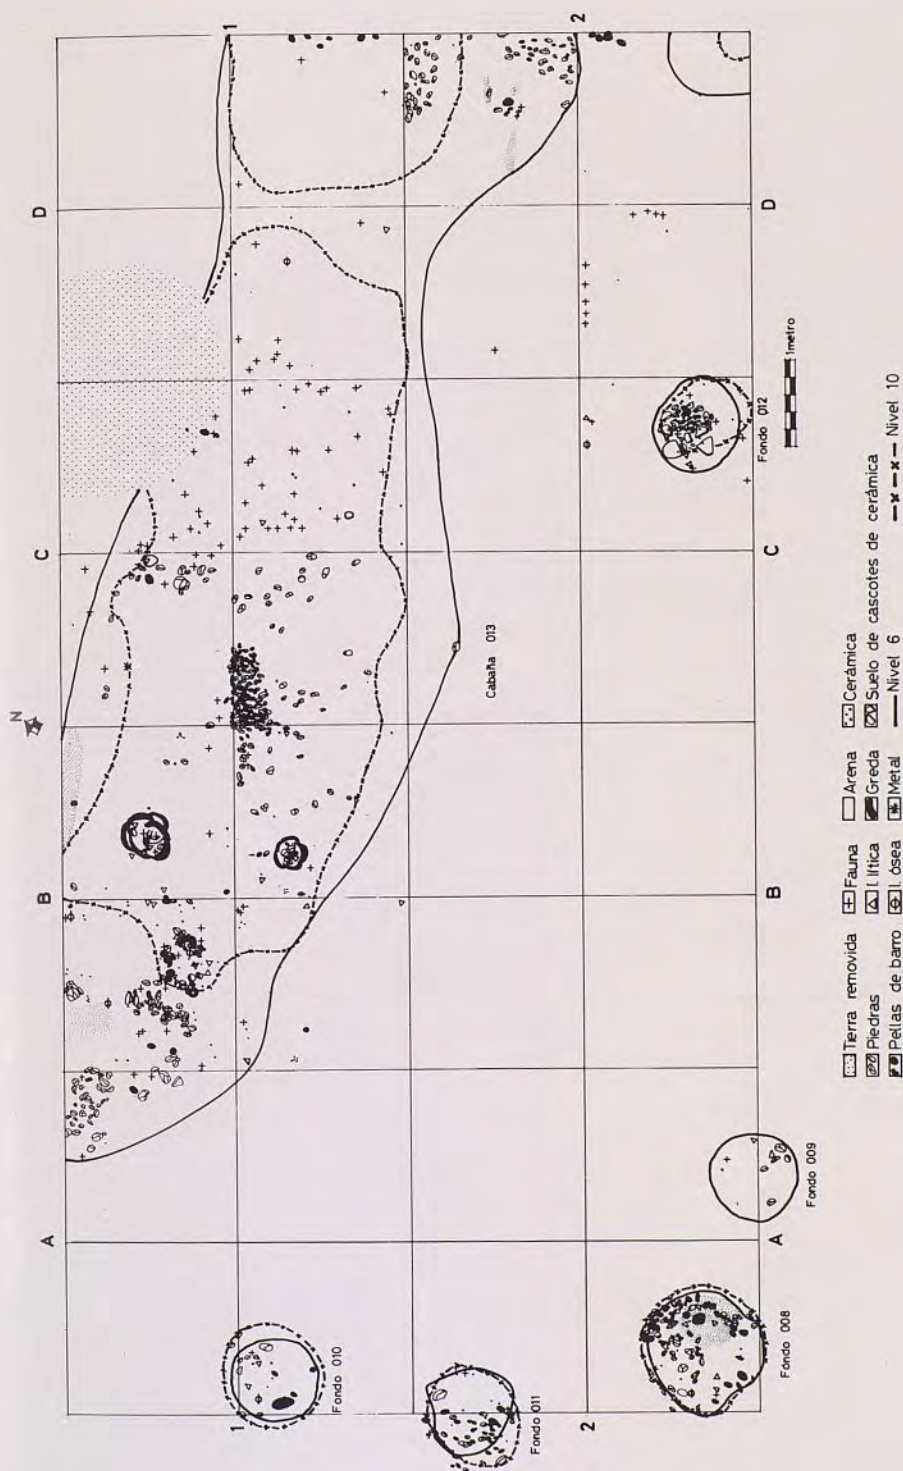 N
A
B
C
D
1
2
Fondo 010
Fondo 011
Fondo 008
Fondo 009
Cabaña 013
Fondo 012
1metro
1
2
A
B
C
D
Tierra removida
Fauna
Arena
Cerámica
Piedras
I. lítica
Greda
Suelo de cascotes de cerámica
Pellas de barro
I. ósea
Metal
Nivel 6
Nivel 10